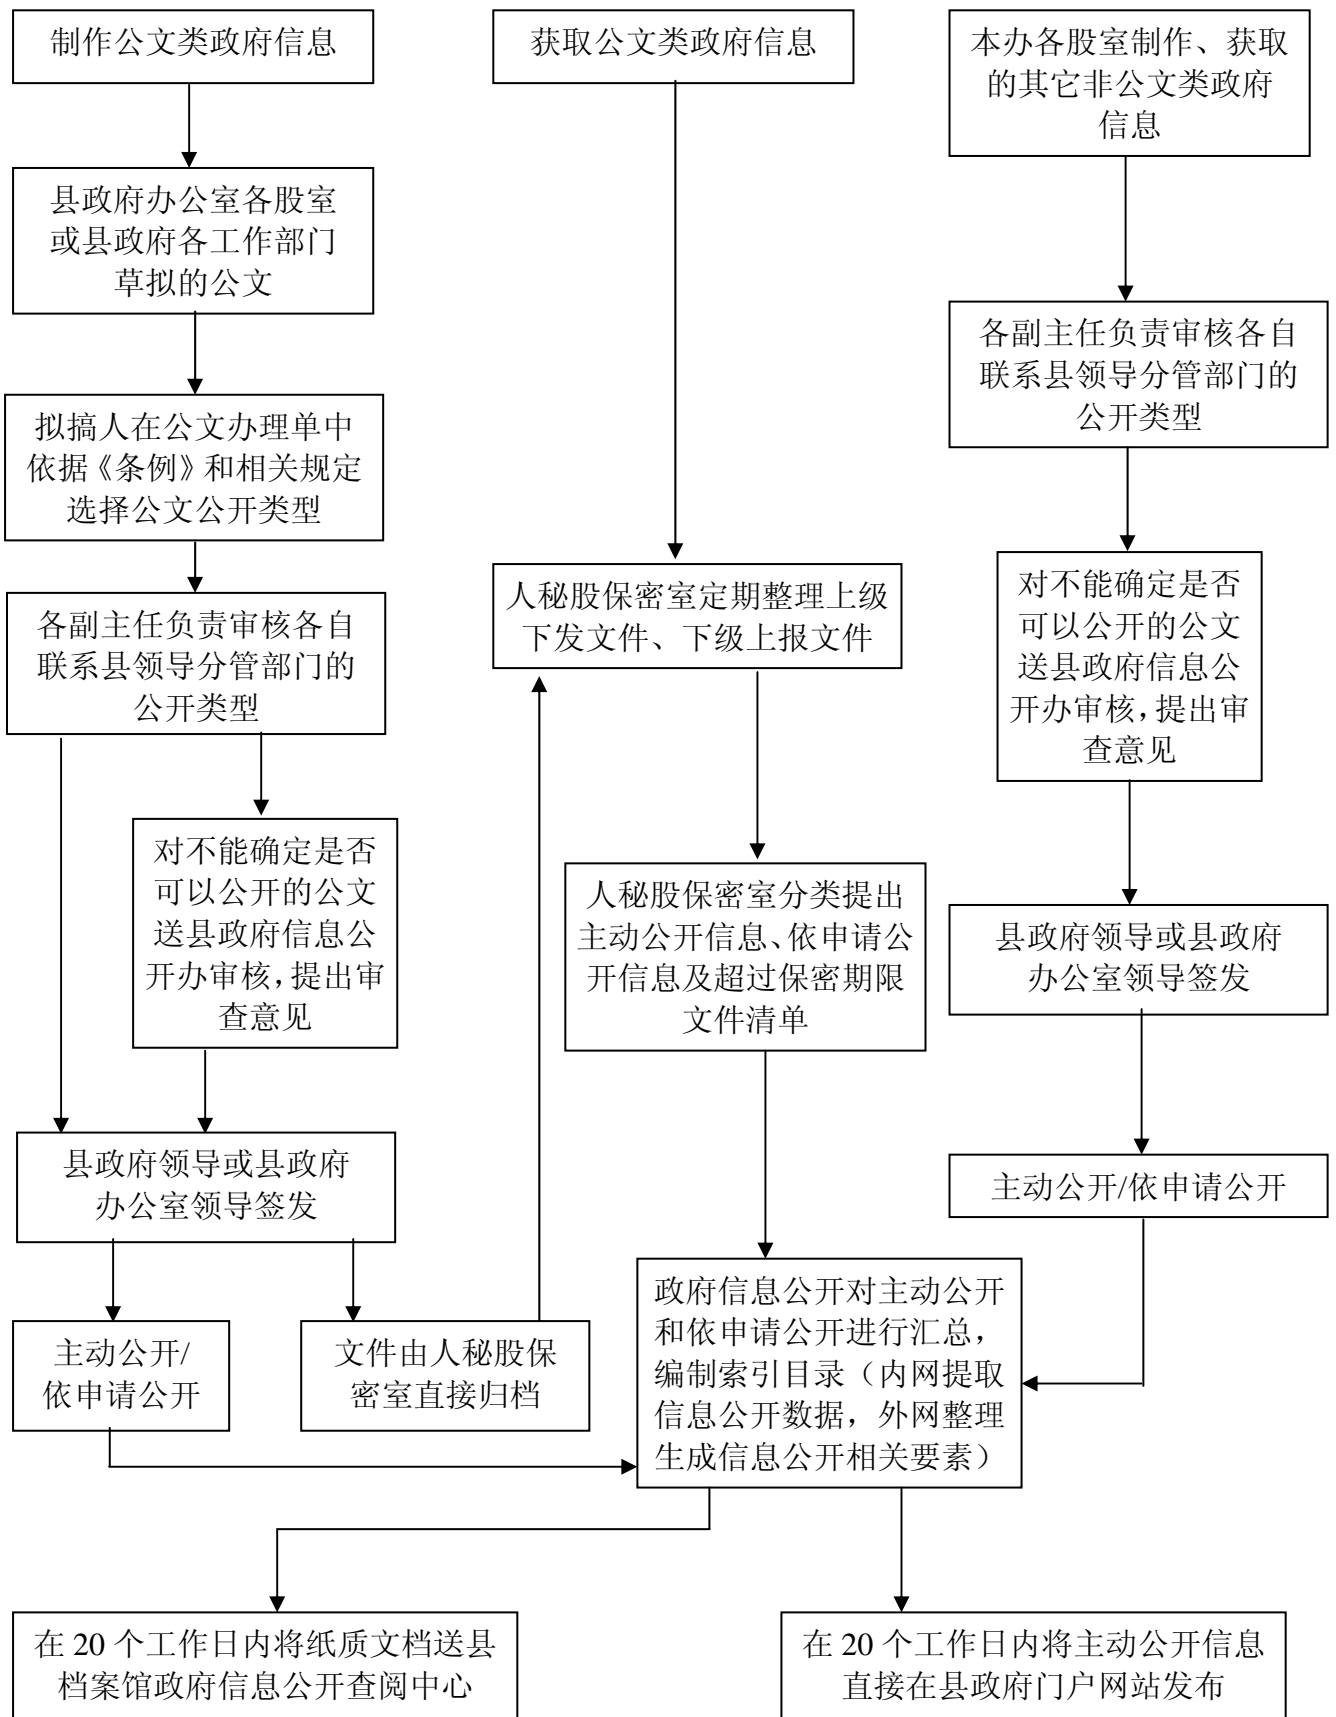 制作公文类政府信息
获取公文类政府信息
本办各股室制作、获取
的其它非公文类政府
信息
县政府办公室各股室
或县政府各工作部门
草拟的公文
各副主任负责审核各自
联系县领导分管部门的
公开类型
拟搞人在公文办理单中
依据《条例》和相关规定
选择公文公开类型
对不能确定是否
可以公开的公文
送县政府信息公
开办审核，提出审
查意见
人秘股保密室定期整理上级
下发文件、下级上报文件
各副主任负责审核各自
联系县领导分管部门的
公开类型
对不能确定是否
可以公开的公文
送县政府信息公
开办审核，提出审
查意见
人秘股保密室分类提出
主动公开信息、依申请公
开信息及超过保密期限
文件清单
县政府领导或县政府
办公室领导签发
县政府领导或县政府
办公室领导签发
主动公开/依申请公开
政府信息公开对主动公开
和依申请公开进行汇总，
编制索引目录（内网提取
信息公开数据，外网整理
生成信息公开相关要素）
主动公开/
依申请公开
文件由人秘股保
密室直接归档
在 20 个工作日内将纸质文档送县
档案馆政府信息公开查阅中心
在 20 个工作日内将主动公开信息
直接在县政府门户网站发布